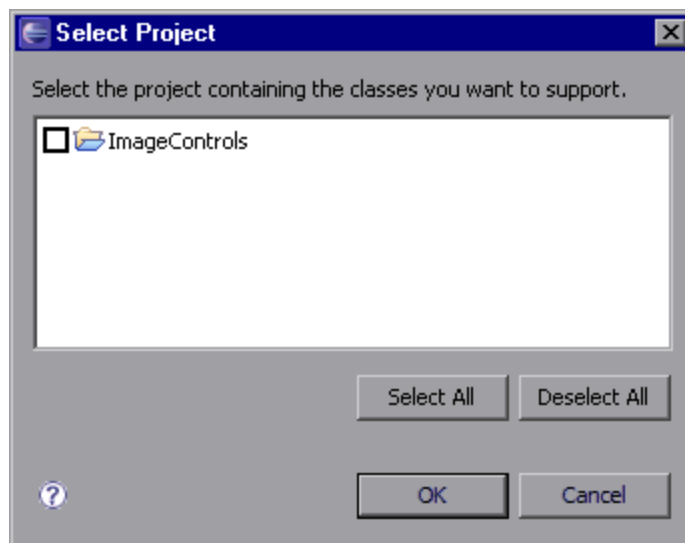 Select Project
Select the project containing the classes you want to support.
ImageControls
Select All Deselect All
? OK Cancel